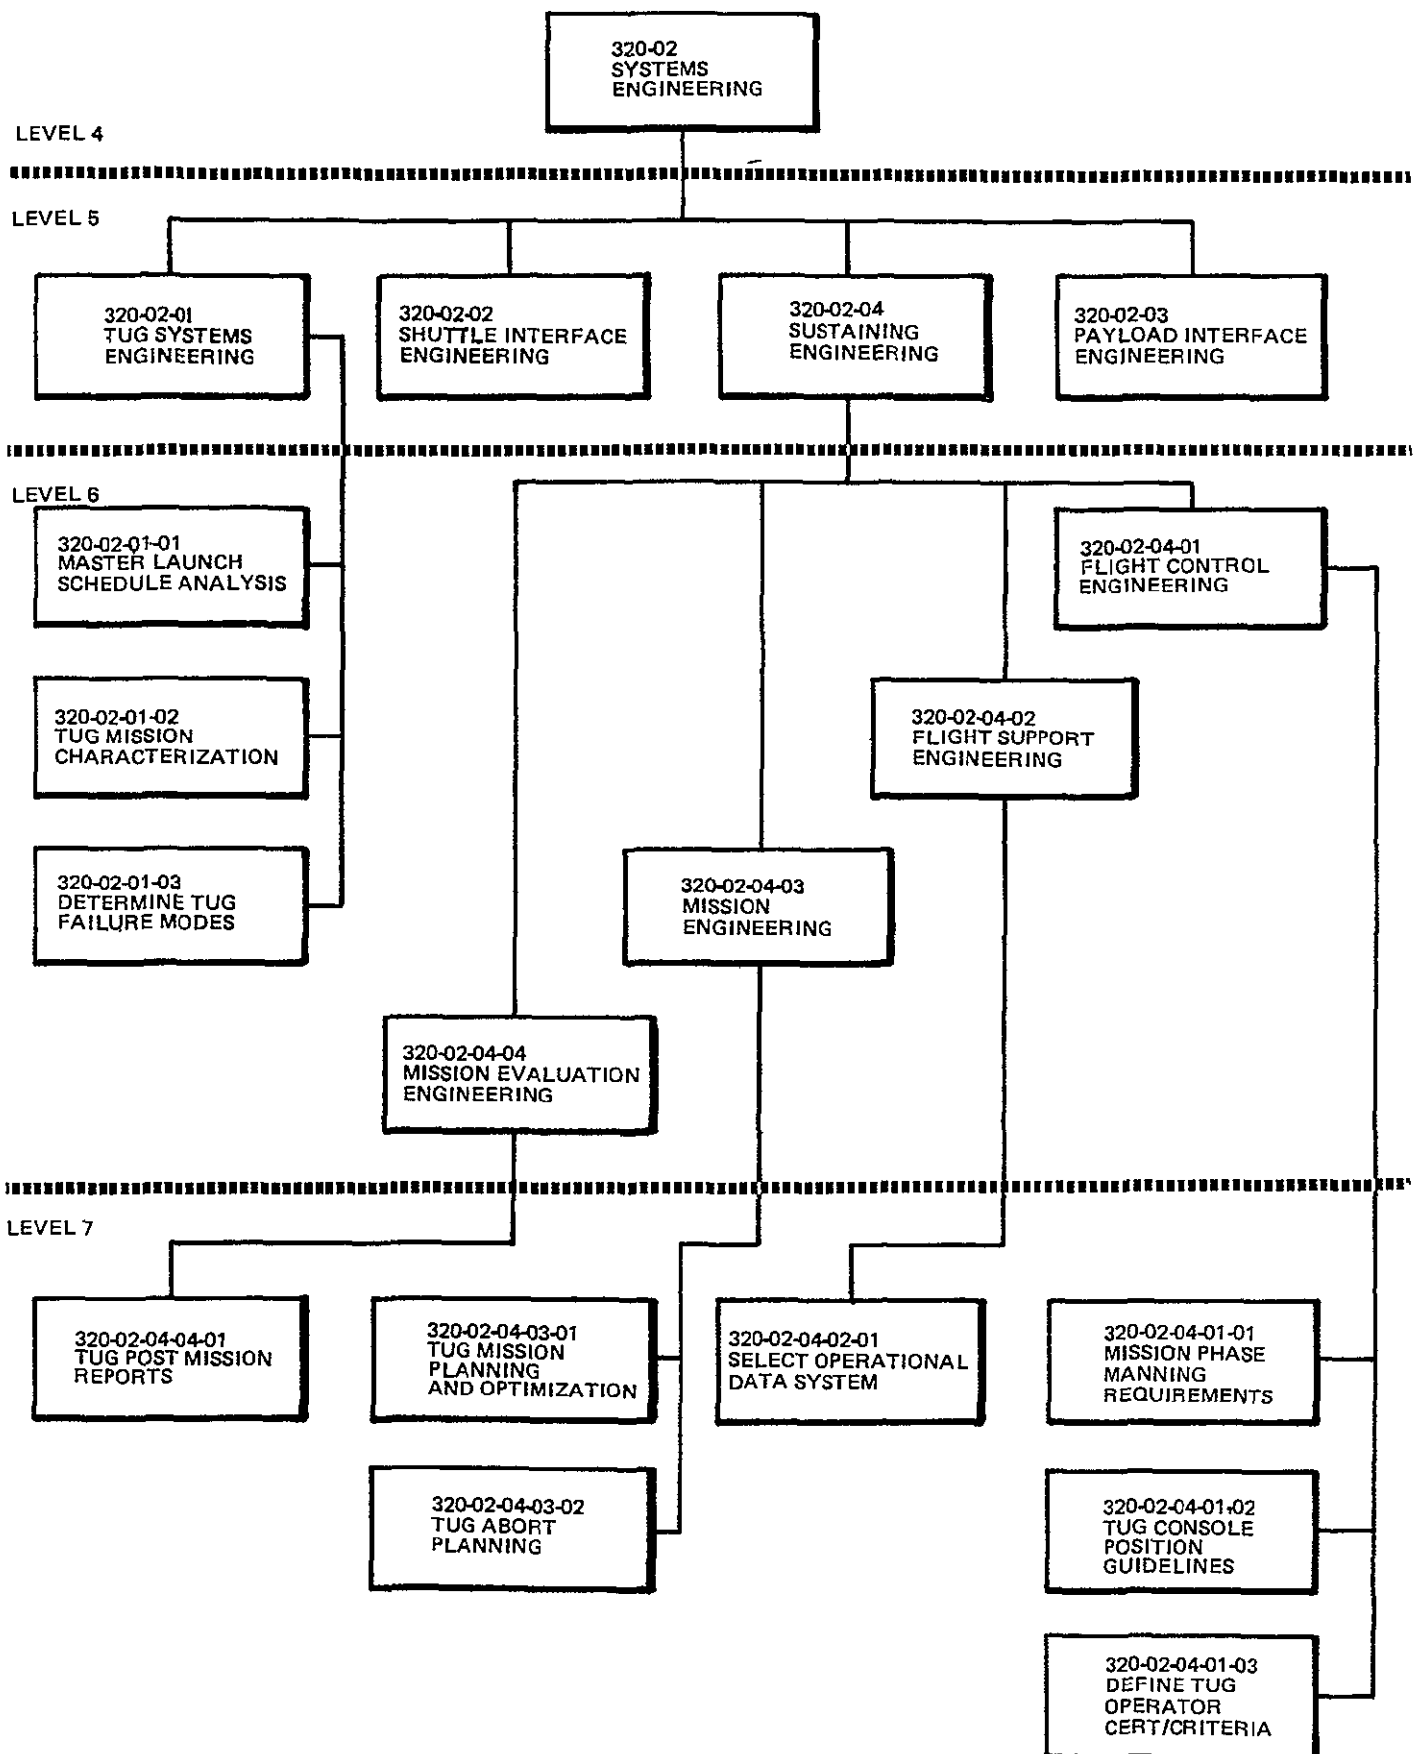 320-02
SYSTEMS
ENGINEERING
LEVEL 4
LEVEL 5
320-02-01
TUG SYSTEMS
ENGINEERING
320-02-02
SHUTTLE INTERFACE
ENGINEERING
320-02-04
SUSTAINING
ENGINEERING
320-02-03
PAYLOAD INTERFACE
ENGINEERING
LEVEL 6
320-02-01-01
MASTER LAUNCH
SCHEDULE ANALYSIS
320-02-04-01
FLIGHT CONTROL
ENGINEERING
320-02-01-02
TUG MISSION
CHARACTERIZATION
320-02-04-02
FLIGHT SUPPORT
ENGINEERING
320-02-01-03
DETERMINE TUG
FAILURE MODES
320-02-04-03
MISSION
ENGINEERING
320-02-04-04
MISSION EVALUATION
ENGINEERING
LEVEL 7
320-02-04-04-01
TUG POST MISSION
REPORTS
320-02-04-03-01
TUG MISSION
PLANNING
AND OPTIMIZATION
320-02-04-02-01
SELECT OPERATIONAL
DATA SYSTEM
320-02-04-01-01
MISSION PHASE
MANNING
REQUIREMENTS
320-02-04-03-02
TUG ABORT
PLANNING
320-02-04-01-02
TUG CONSOLE
POSITION
GUIDELINES
320-02-04-01-03
DEFINE TUG
OPERATOR
CERT/CRITERIA